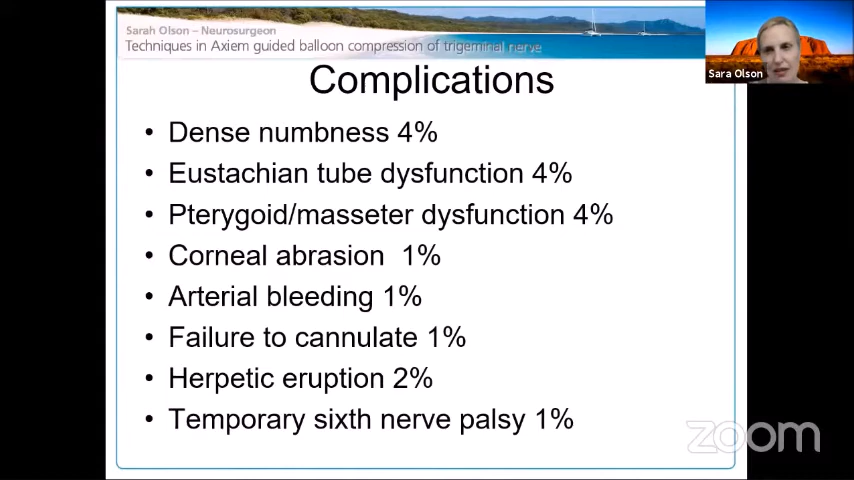 Sarah Olson – Neurosurgeon
Techniques in Axiem guided balloon compression of trigeminal nerve
Sara Olson
Complications
• Dense numbness 4%
• Eustachian tube dysfunction 4%
• Pterygoid/masseter dysfunction 4%
• Corneal abrasion 1%
• Arterial bleeding 1%
• Failure to cannulate 1%
• Herpetic eruption 2%
• Temporary sixth nerve palsy 1%
zoom